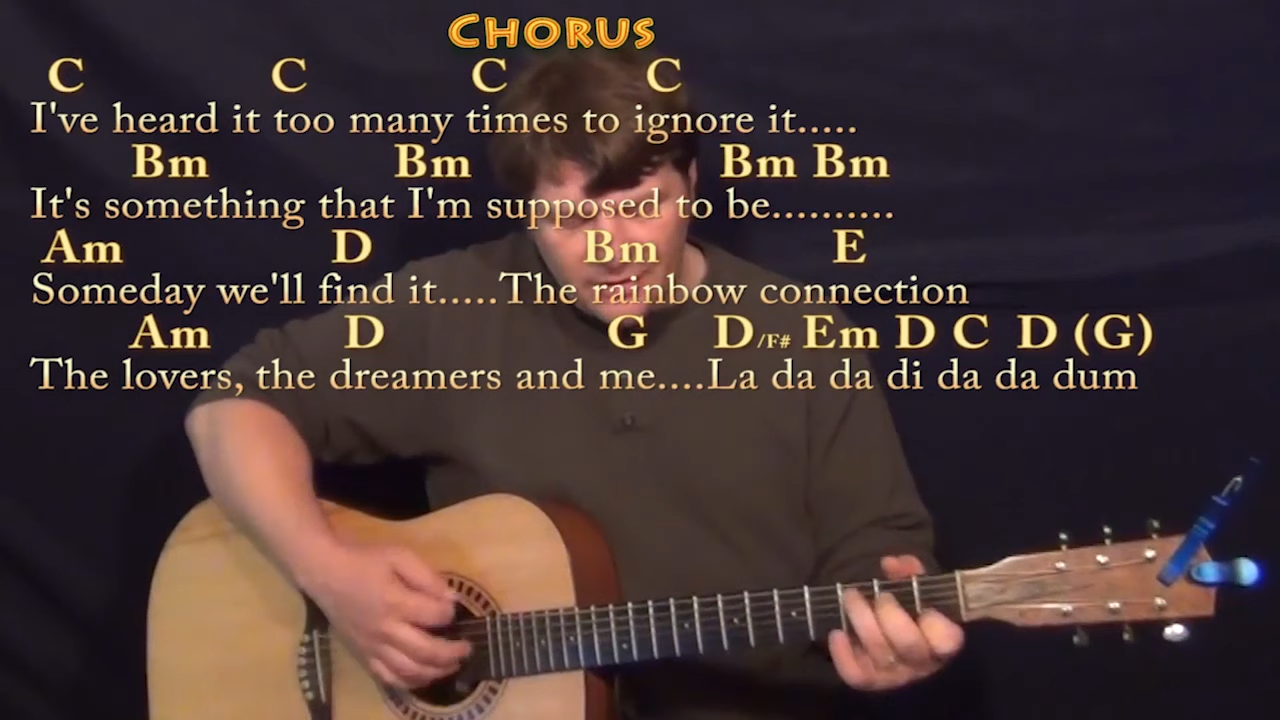 CHORUS
C C C C
I've heard it too many times to ignore it.....
Bm Bm Bm Bm
It's something that I'm supposed to be..........
Am D Bm E
Someday we'll find it.....The rainbow connection
Am D G D/F# Em D C D (G)
The lovers, the dreamers and me....La da da di da da dum